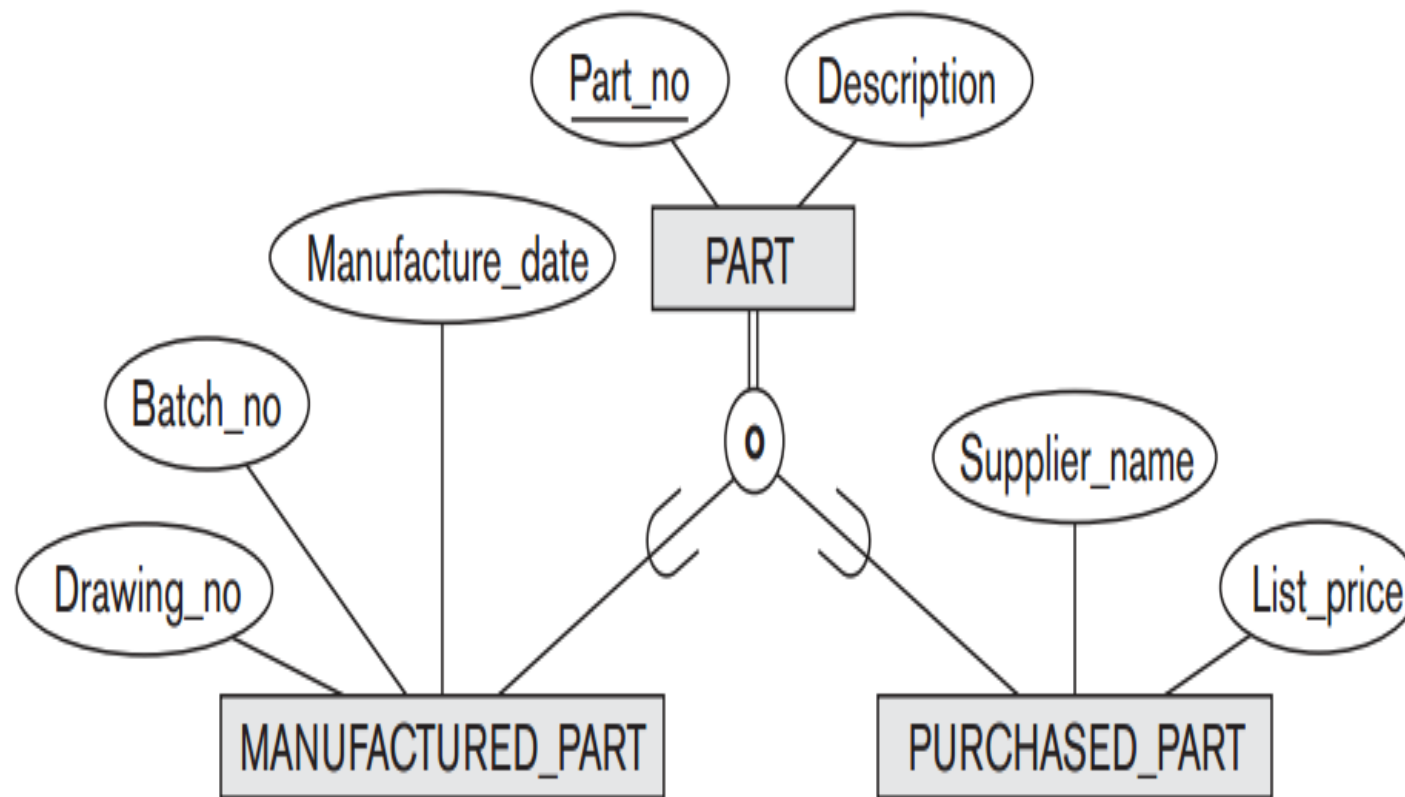 Part_no
Description
Manufacture_date
PART
Batch_no
O
Supplier_name
Drawing_no
List_price
MANUFACTURED_PART
PURCHASED_PART